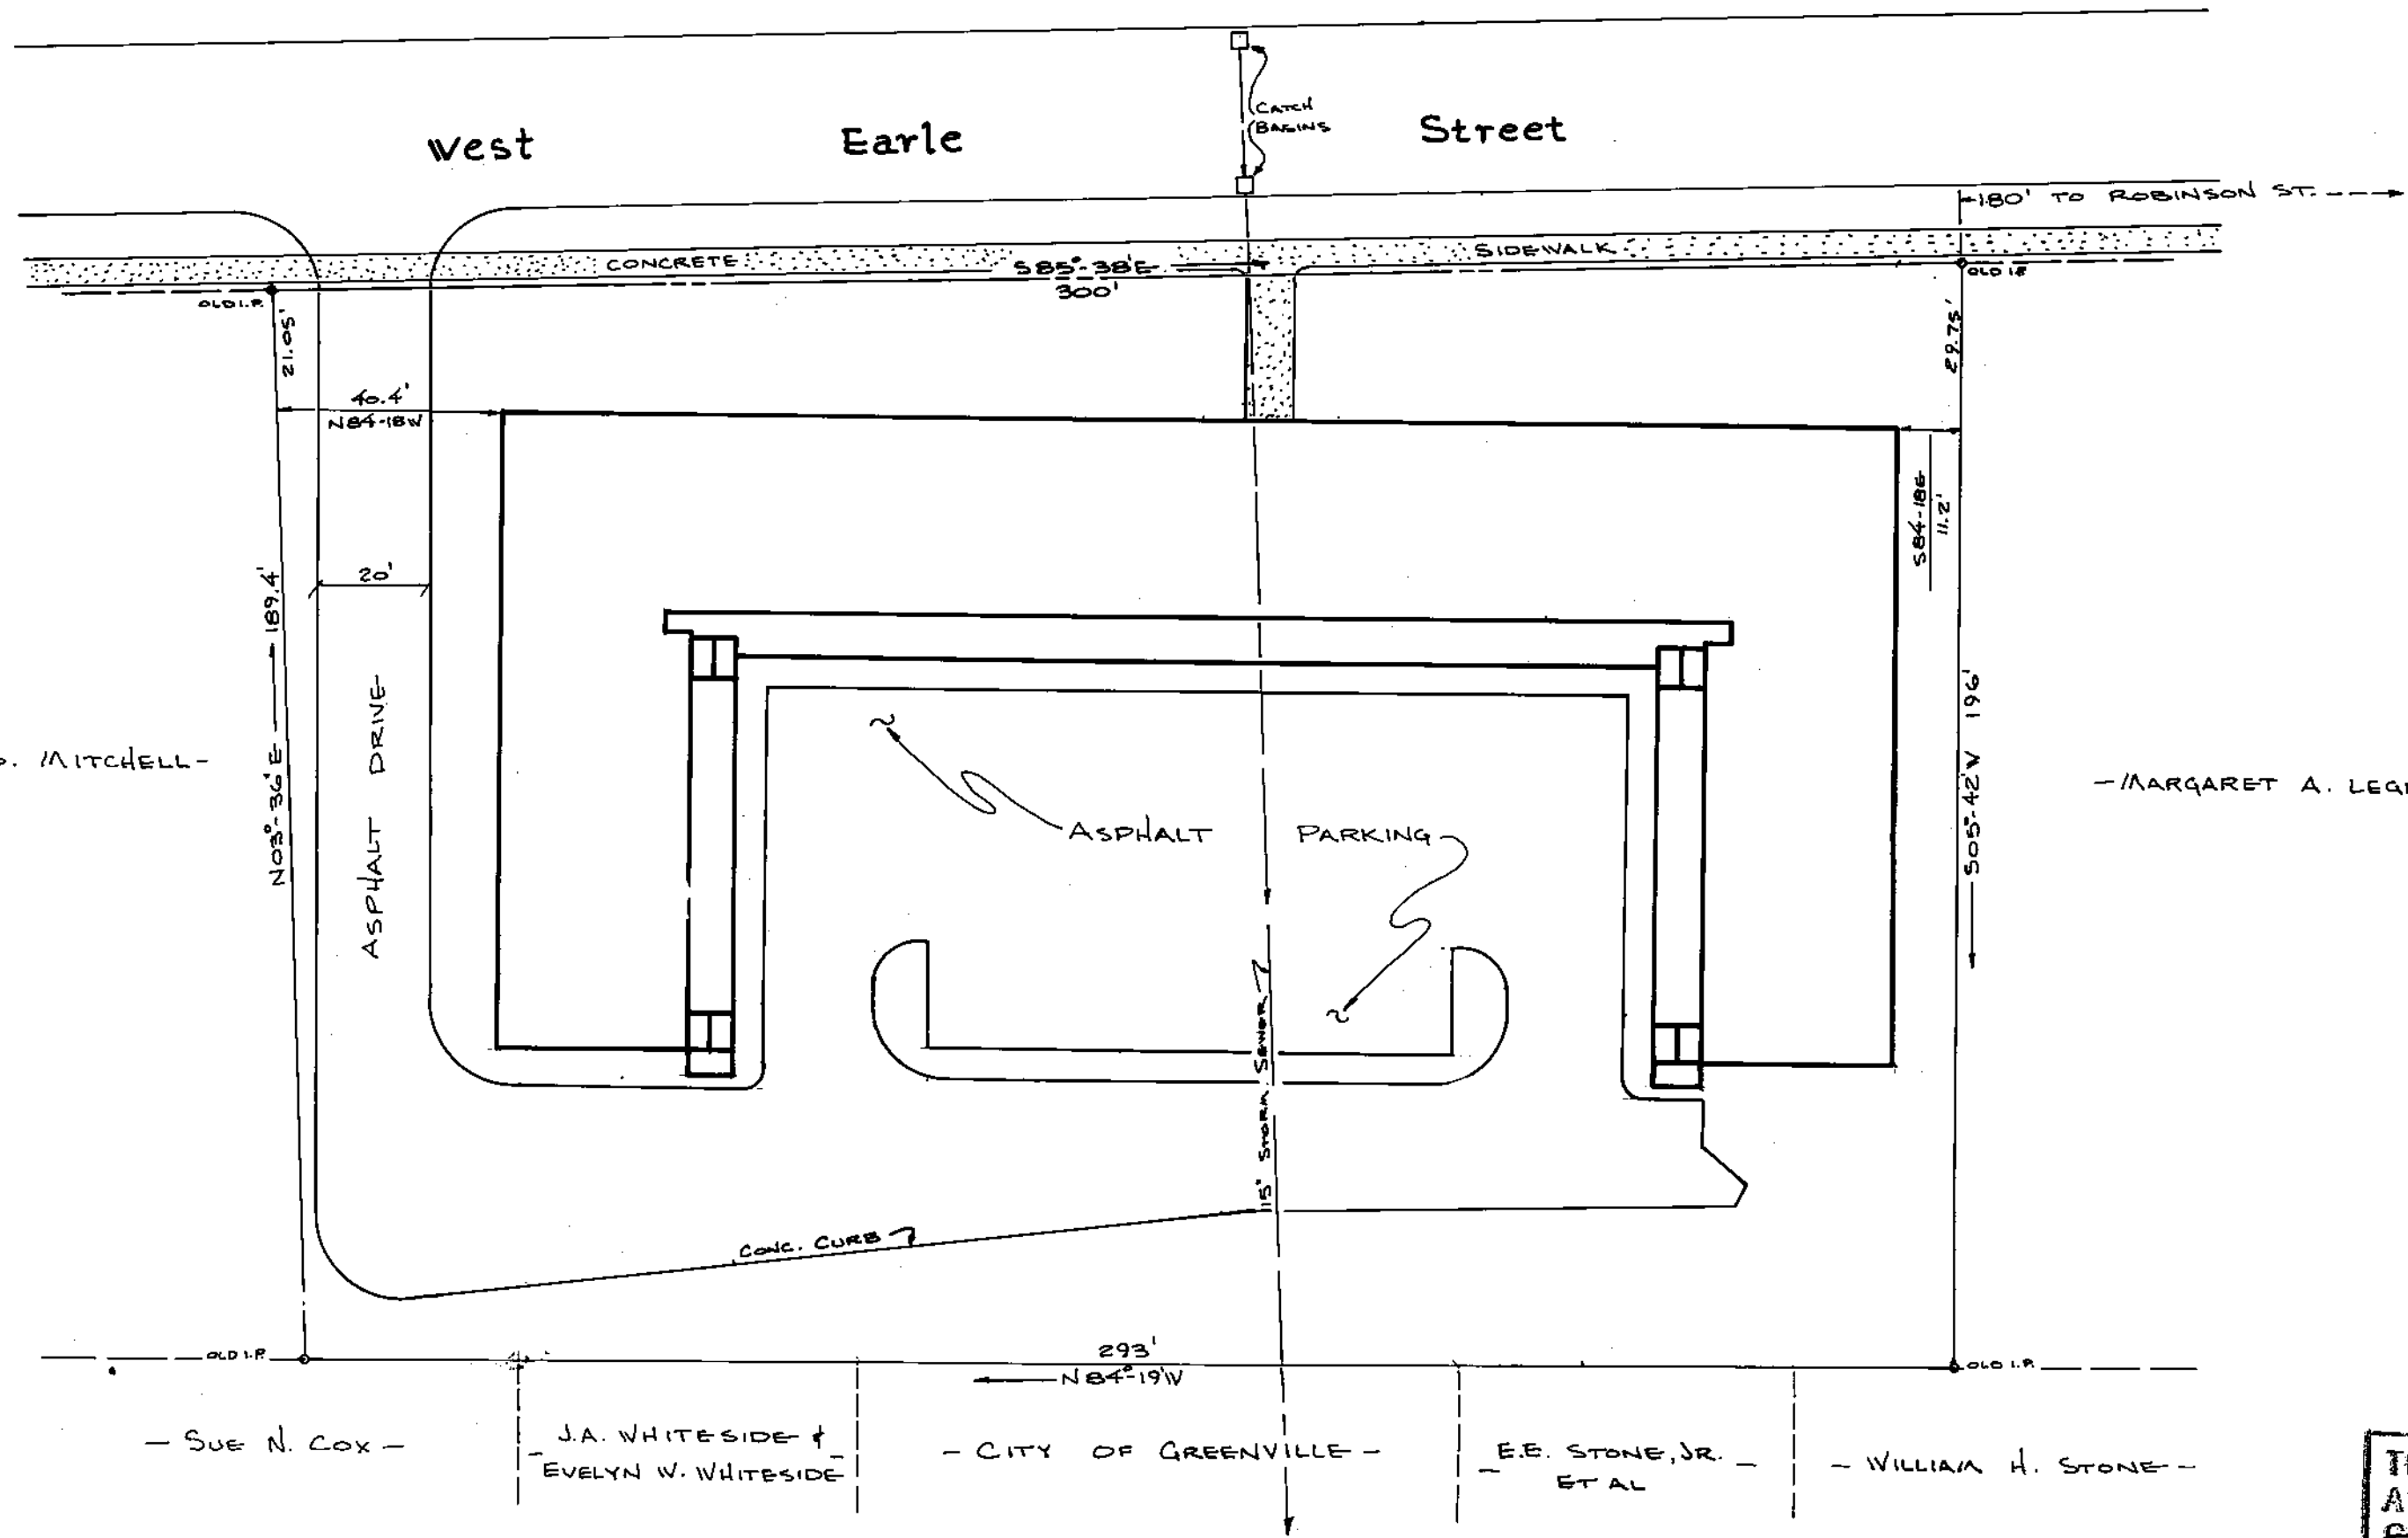 West Earle Street
CATCH
BASINS
180' TO ROBINSON ST.
CONCRETE
SIDEWALK
S85°-38'E
300'
OLD I.P.
OLD I.P.
21.05'
29.75'
40.4'
N84-18W
S84-18E
11.2'
20'
N03°-36'E 189.4'
ASPHALT DRIVE
S05°-42'W 196'
MITCHELL-
-MARGARET A.
ASPHALT PARKING
15" STORM SEWER
CONC. CURB
OLD I.P.
293'
N84°-19'W
OLD I.P.
- SUE N. COX -
- J.A. WHITESIDE &
EVELYN W. WHITESIDE -
- CITY OF GREENVILLE -
- E.E. STONE, JR. -
ET AL
- WILLIAM H. STONE -